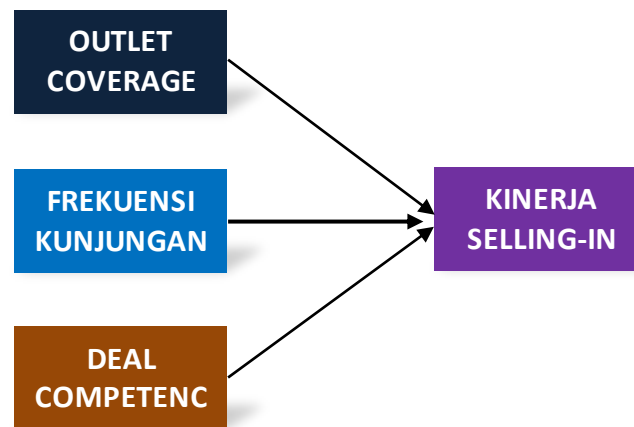 OUTLET
COVERAGE
FREKUENSI
KUNJUNGAN
KINERJA
SELLING-IN
DEAL
COMPETENC